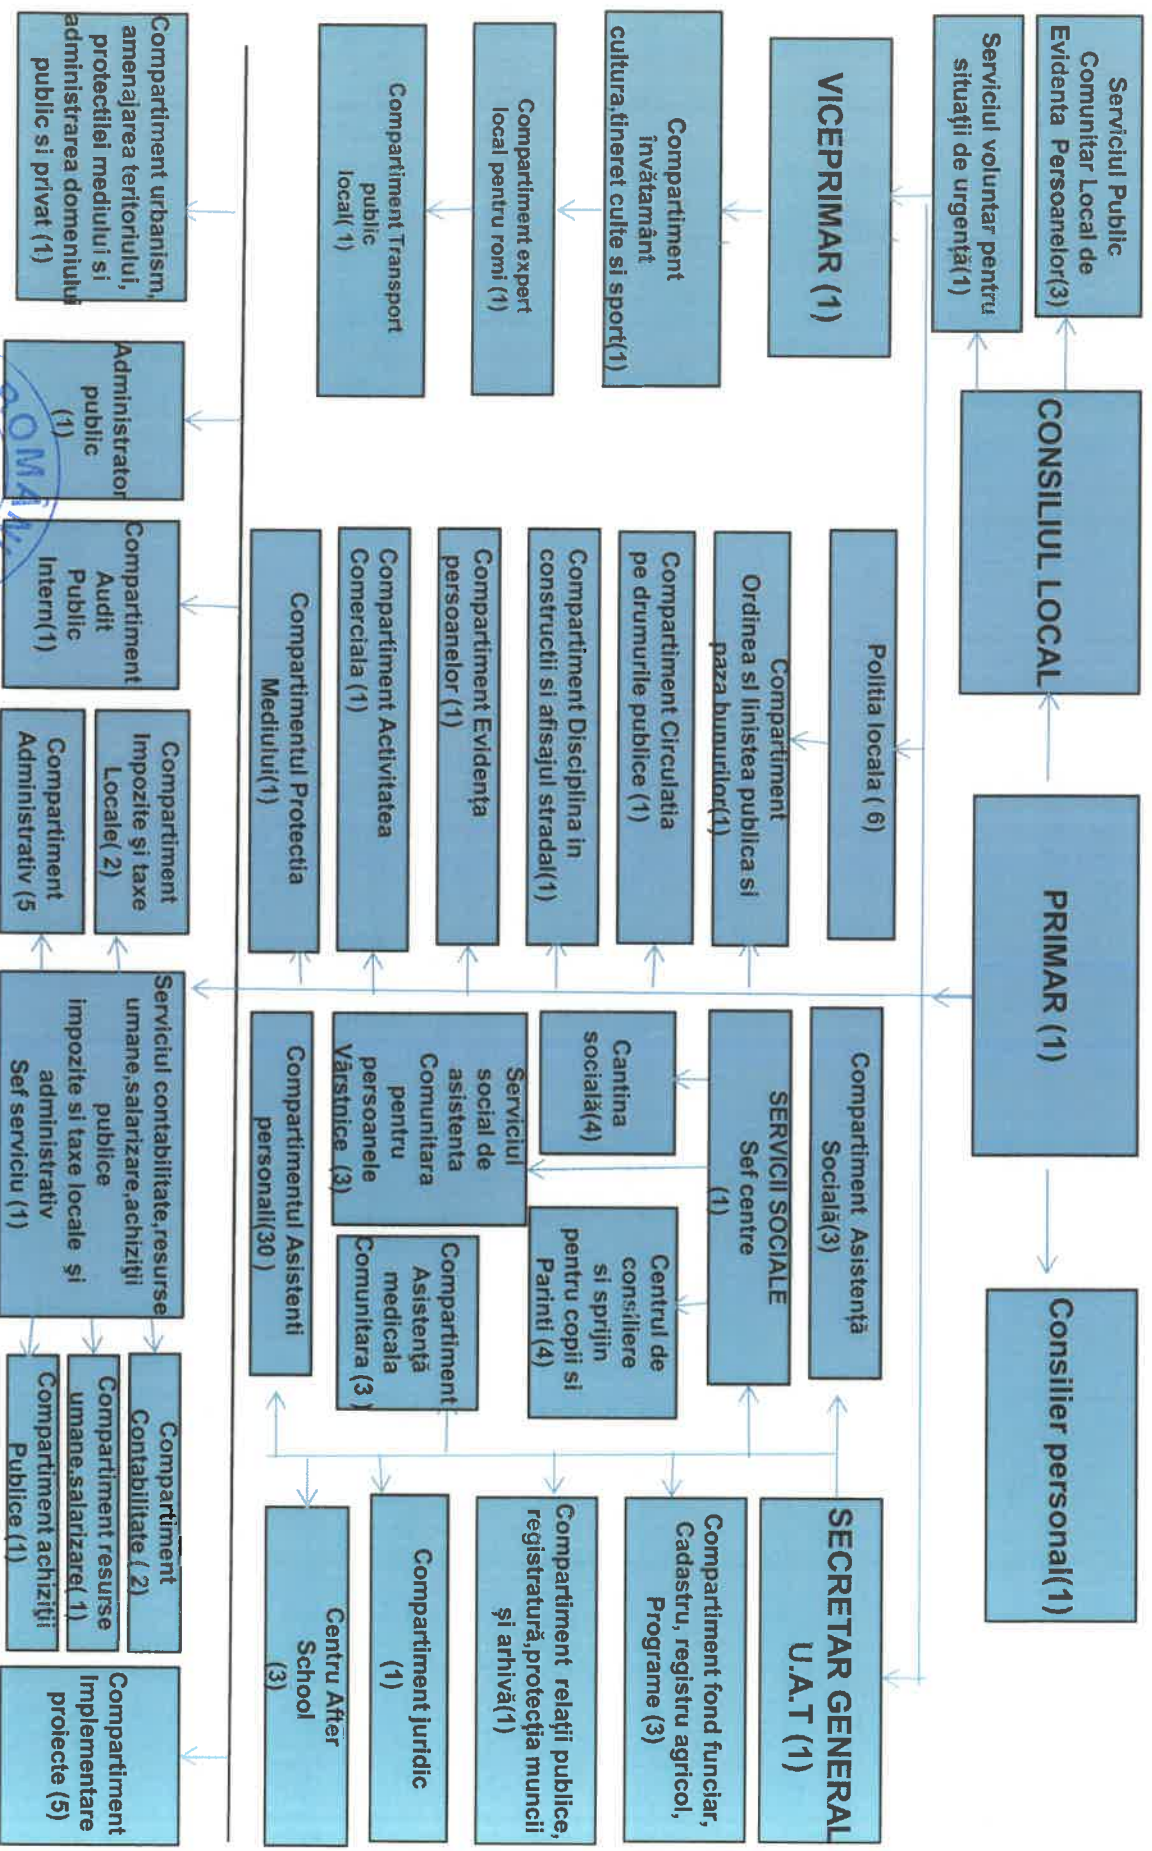 Serviciul Public
Comunitar Local de
Evidenta Persoanelor(3)
Serviciul voluntar pentru
situații de urgență(1)
CONSILIUL LOCAL
PRIMAR (1)
Consilier personal(1)
VICEPRIMAR (1)
Compartiment
învătamânt
cultura,tineret culte si sport(1)
Compartiment expert
local pentru romi (1)
Compartiment Transport
public
local( 1)
Politia locala ( 6)
Compartiment
Ordinea sI linistea publica si
paza bunurilor(1)
Compartiment Circulatia
pe drumurile publice (1)
Compartiment Disciplina in
constructii si afisajul stradal(1)
Compartiment Evidența
persoanelor (1)
Compartiment Activitatea
Comerciala (1)
Compartimentul Protectia
Mediului(1)
Compartiment Asistență
Socială(3)
SERVICII SOCIALE
Sef centre
(1)
Cantina
socială(4)
Centrul de
consiliere
si sprijin
pentru copii si
Parinti (4)
Serviciul
social de
asistenta
Comunitara
pentru
persoanele
Vârstnice (3)
Compartiment
Asistență
medicala
Comunitara (3 )
Compartimentul Asistenti
personali(30 )
SECRETAR GENERAL
U.A.T (1)
Compartiment fond funciar,
Cadastru, registru agricol,
Programe (3)
Compartiment relații publice,
registratură,protecția muncii
și arhivă(1)
Compartiment juridic
(1)
Centru After
School
(3)
Compartiment urbanism,
amenajarea teritoriului,
protectilei mediului si
administrarea domeniului
public si privat (1)
Administrator
public
(1)
Compartiment
Audit
Public
Intern(1)
Compartiment
Impozite și taxe
Locale( 2)
Compartiment
Administrativ (5
Serviciul contabilitate,resurse
umane,salarizare,achiziții
publice
impozite si taxe locale și
administrativ
Sef serviciu (1)
Compartiment
Contabilitate ( 2)
Compartiment resurse
umane,salarizare( 1)
Compartiment achiziții
Publice (1)
Compartiment
Implementare
proiecte (5)
ROMÂN